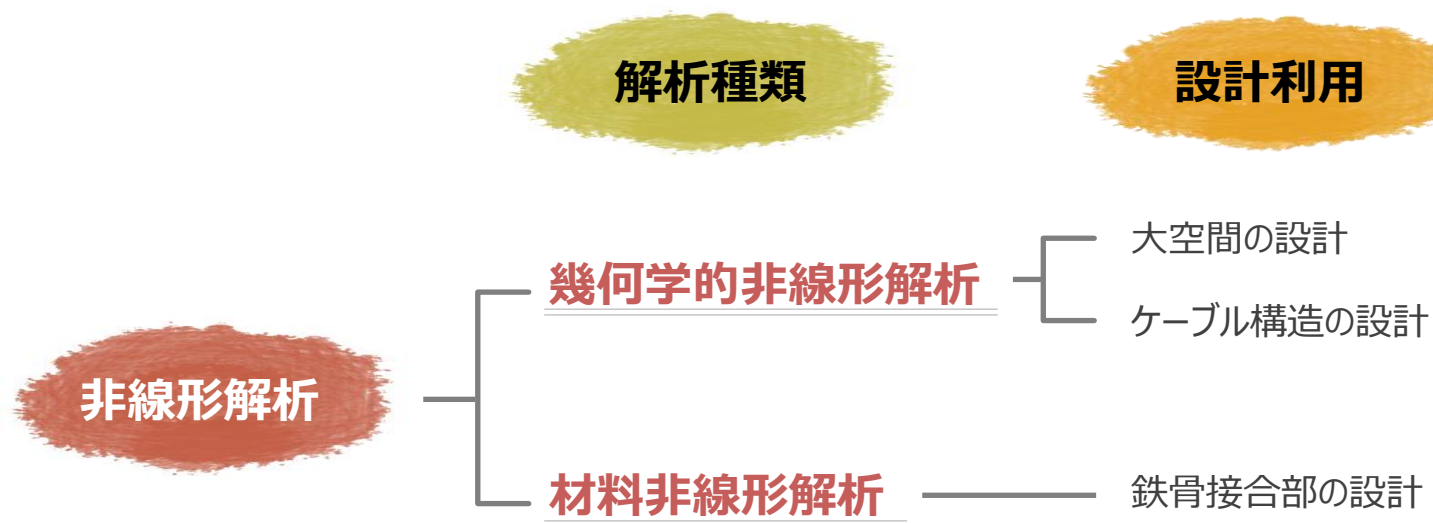 解析種類
設計利用
非線形解析
幾何学的非線形解析
大空間の設計
ケーブル構造の設計
材料非線形解析
鉄骨接合部の設計